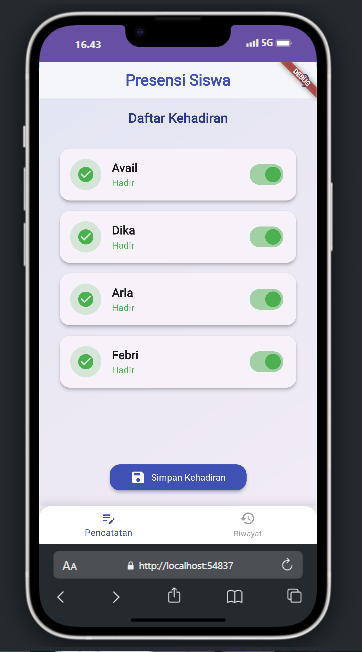 16.43
5G
Presensi Siswa
DEBUG
Daftar Kehadiran
Avail
Hadir
Dika
Hadir
Arla
Hadir
Febri
Hadir
Simpan Kehadiran
Pencatatan
Riwayat
AA
http://localhost:54837